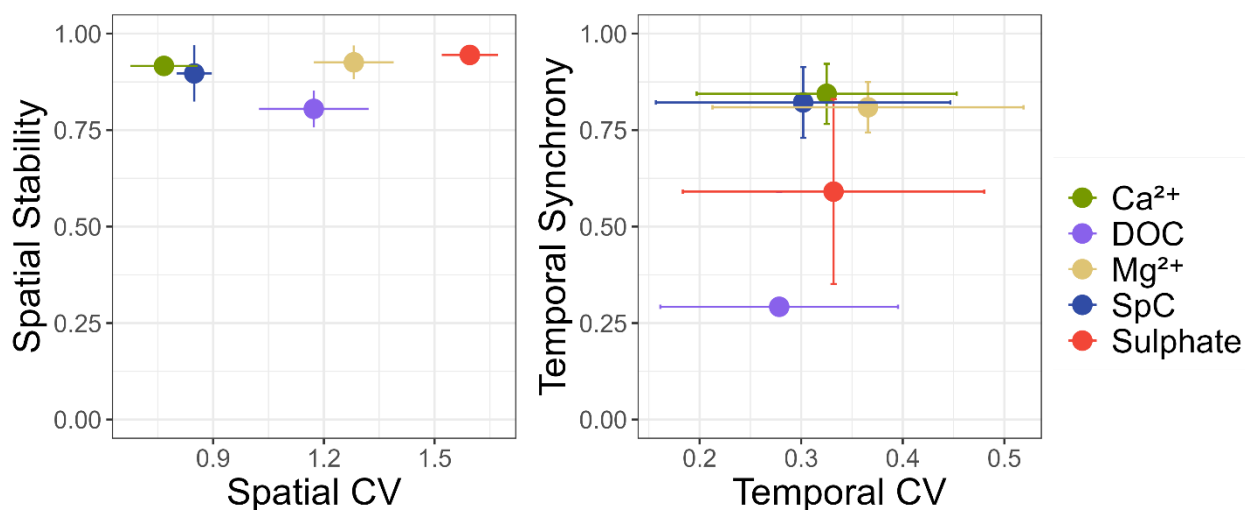 Spatial Stability
1.00
0.75
0.50
0.25
0.00
0.9 1.2 1.5
Spatial CV
Temporal Synchrony
1.00
0.75
0.50
0.25
0.00
0.2 0.3 0.4 0.5
Temporal CV
Ca²⁺
DOC
Mg²⁺
SpC
Sulphate